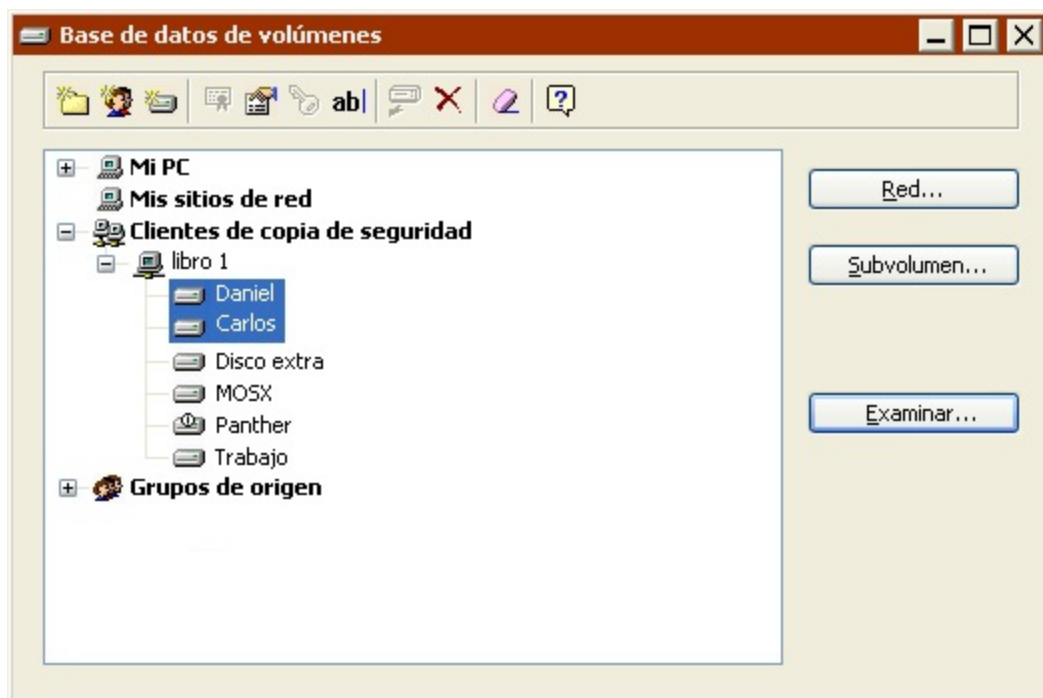 Base de datos de volúmenes
ab|
Mi PC
Mis sitios de red
Clientes de copia de seguridad
libro 1
Daniel
Carlos
Disco extra
MOSX
Panther
Trabajo
Grupos de origen
Red...
Subvolumen...
Examinar...